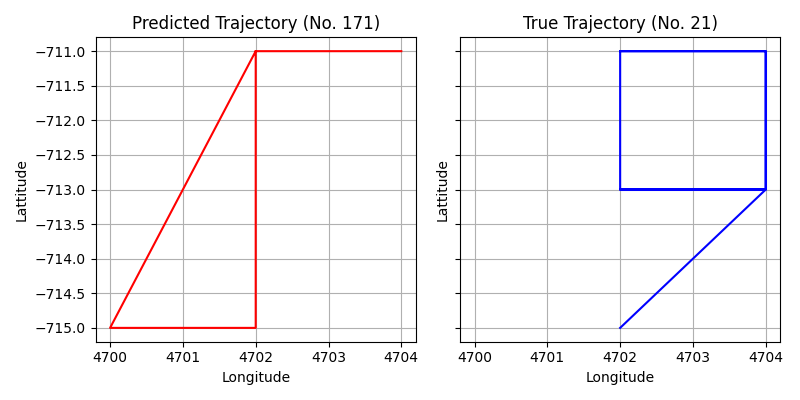 Predicted Trajectory (No. 171)
−711.0
−711.5
−712.0
−712.5
−713.0
−713.5
−714.0
−714.5
−715.0
Lattitude
4700 4701 4702 4703 4704
Longitude
True Trajectory (No. 21)
Lattitude
4700 4701 4702 4703 4704
Longitude